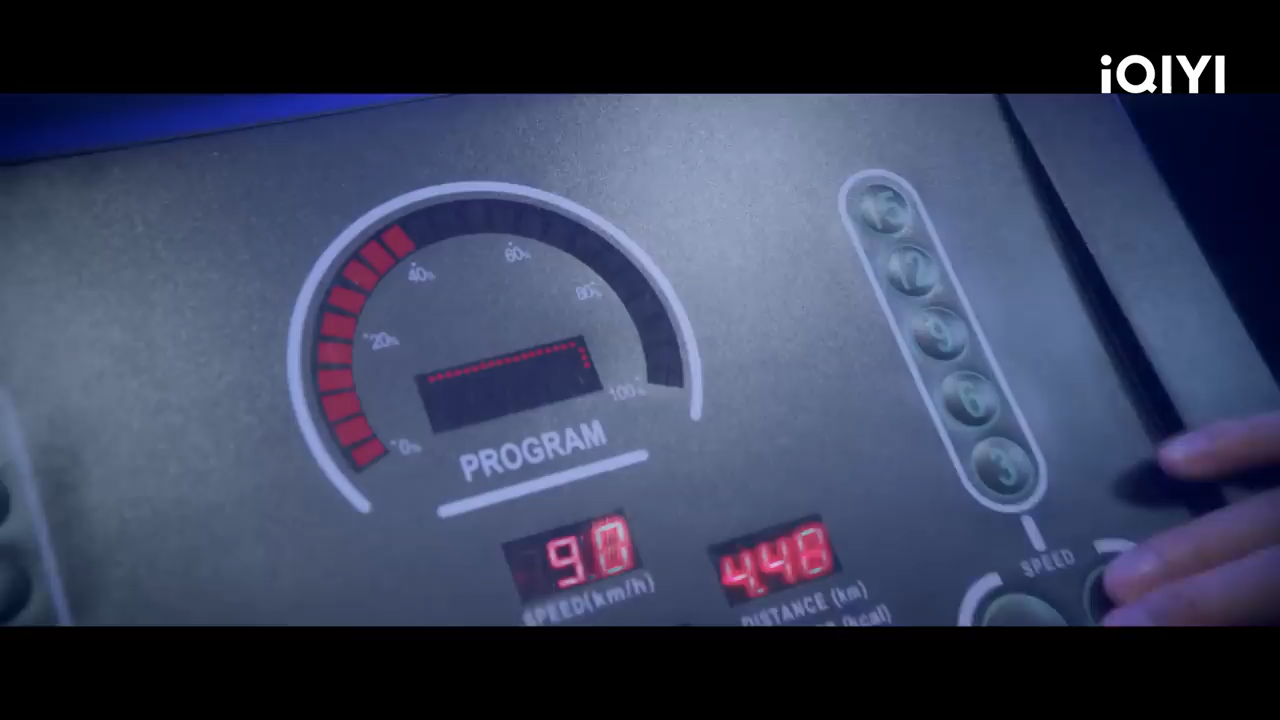 iQIYI
15
12
9
6
3
60%
40%
80%
20%
100%
0%
PROGRAM
9.0
4.48
SPEED(km/h)
DISTANCE (km)
(kcal)
SPEED